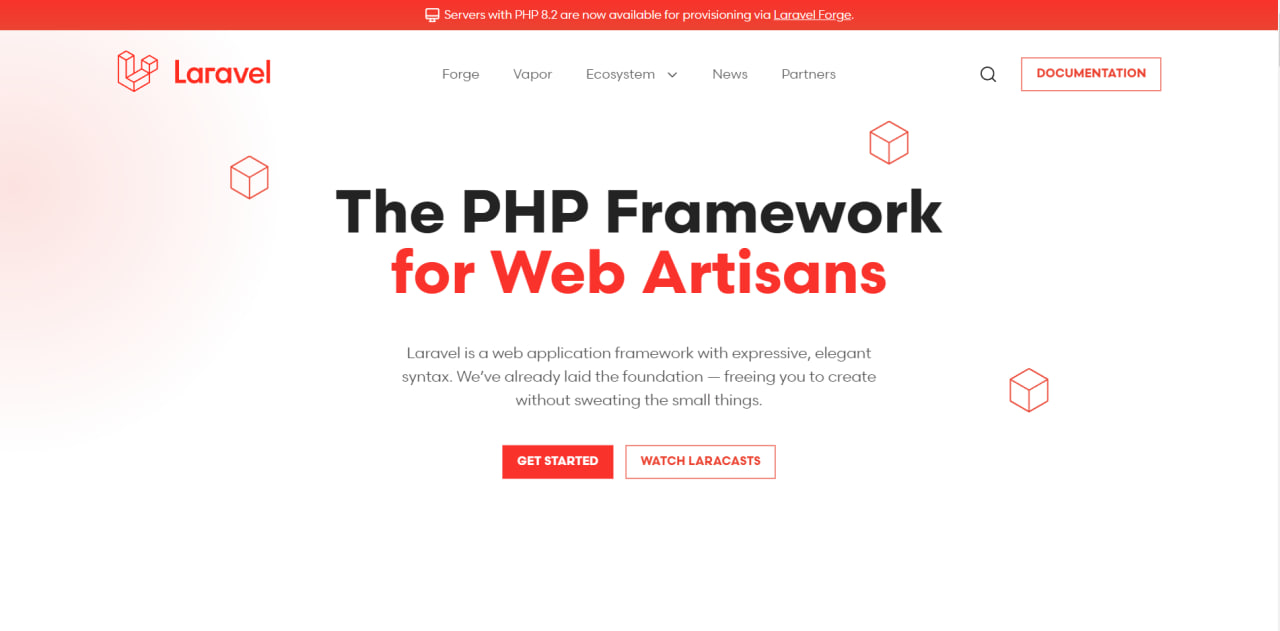 Servers with PHP 8.2 are now available for provisioning via Laravel Forge.
Laravel
Forge Vapor Ecosystem News Partners
DOCUMENTATION
The PHP Framework
for Web Artisans
Laravel is a web application framework with expressive, elegant
syntax. We’ve already laid the foundation — freeing you to create
without sweating the small things.
GET STARTED WATCH LARACASTS